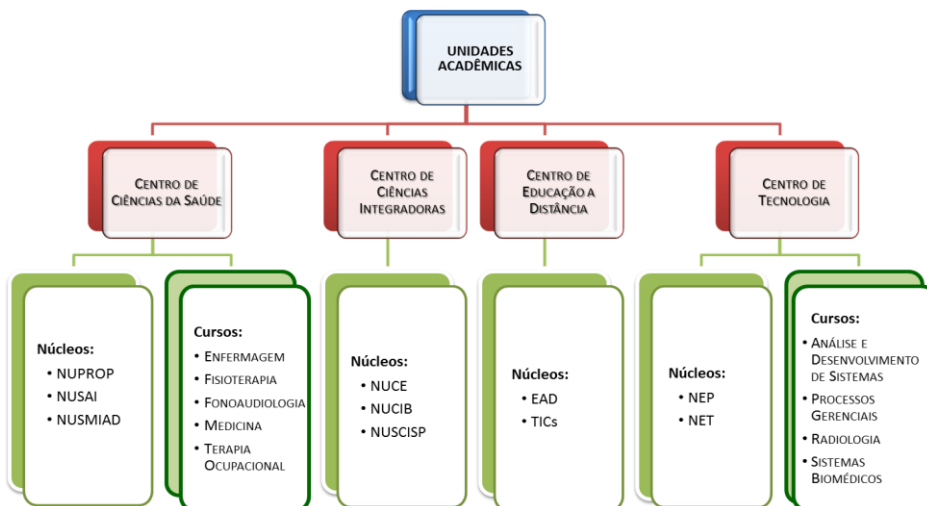 UNIDADES
ACADÊMICAS
CENTRO DE
CIÊNCIAS DA SAÚDE
CENTRO DE
CIÊNCIAS
INTEGRADORAS
CENTRO DE
EDUCAÇÃO A
DISTÂNCIA
CENTRO DE
TECNOLOGIA
Núcleos:
• NUPROP
• NUSAI
• NUSMIAD
Cursos:
• ENFERMAGEM
• FISIOTERAPIA
• FONOAUDIOLOGIA
• MEDICINA
• TERAPIA
OCUPACIONAL
Núcleos:
• NUCE
• NUCIB
• NUSCISP
Núcleos:
• EAD
• TICs
Núcleos:
• NEP
• NET
Cursos:
• ANÁLISE E
DESENVOLVIMENTO
DE SISTEMAS
• PROCESSOS
GERENCIAIS
• RADIOLOGIA
• SISTEMAS
BIOMÉDICOS